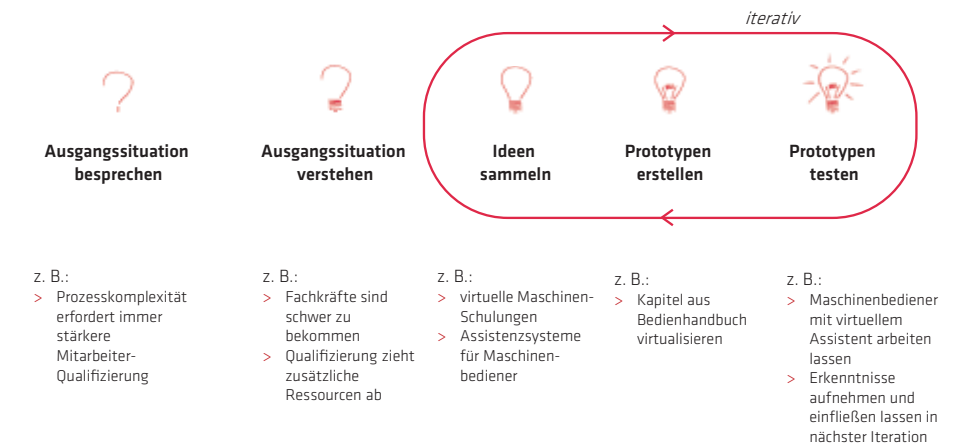 iterativ
Ausgangssituation
besprechen
Ausgangssituation
verstehen
Ideen
sammeln
Prototypen
erstellen
Prototypen
testen
z. B.:
> Prozesskomplexität
erfordert immer
stärkere
Mitarbeiter-
Qualifizierung
z. B.:
> Fachkräfte sind
schwer zu
bekommen
> Qualifizierung zieht
zusätzliche
Ressourcen ab
z. B.:
> virtuelle Maschinen-
Schulungen
> Assistenzsysteme
für Maschinen-
bediener
z. B.:
> Kapitel aus
Bedienhandbuch
virtualisieren
z. B.:
> Maschinenbediener
mit virtuellem
Assistent arbeiten
lassen
> Erkenntnisse
aufnehmen und
einfließen lassen in
nächster Iteration